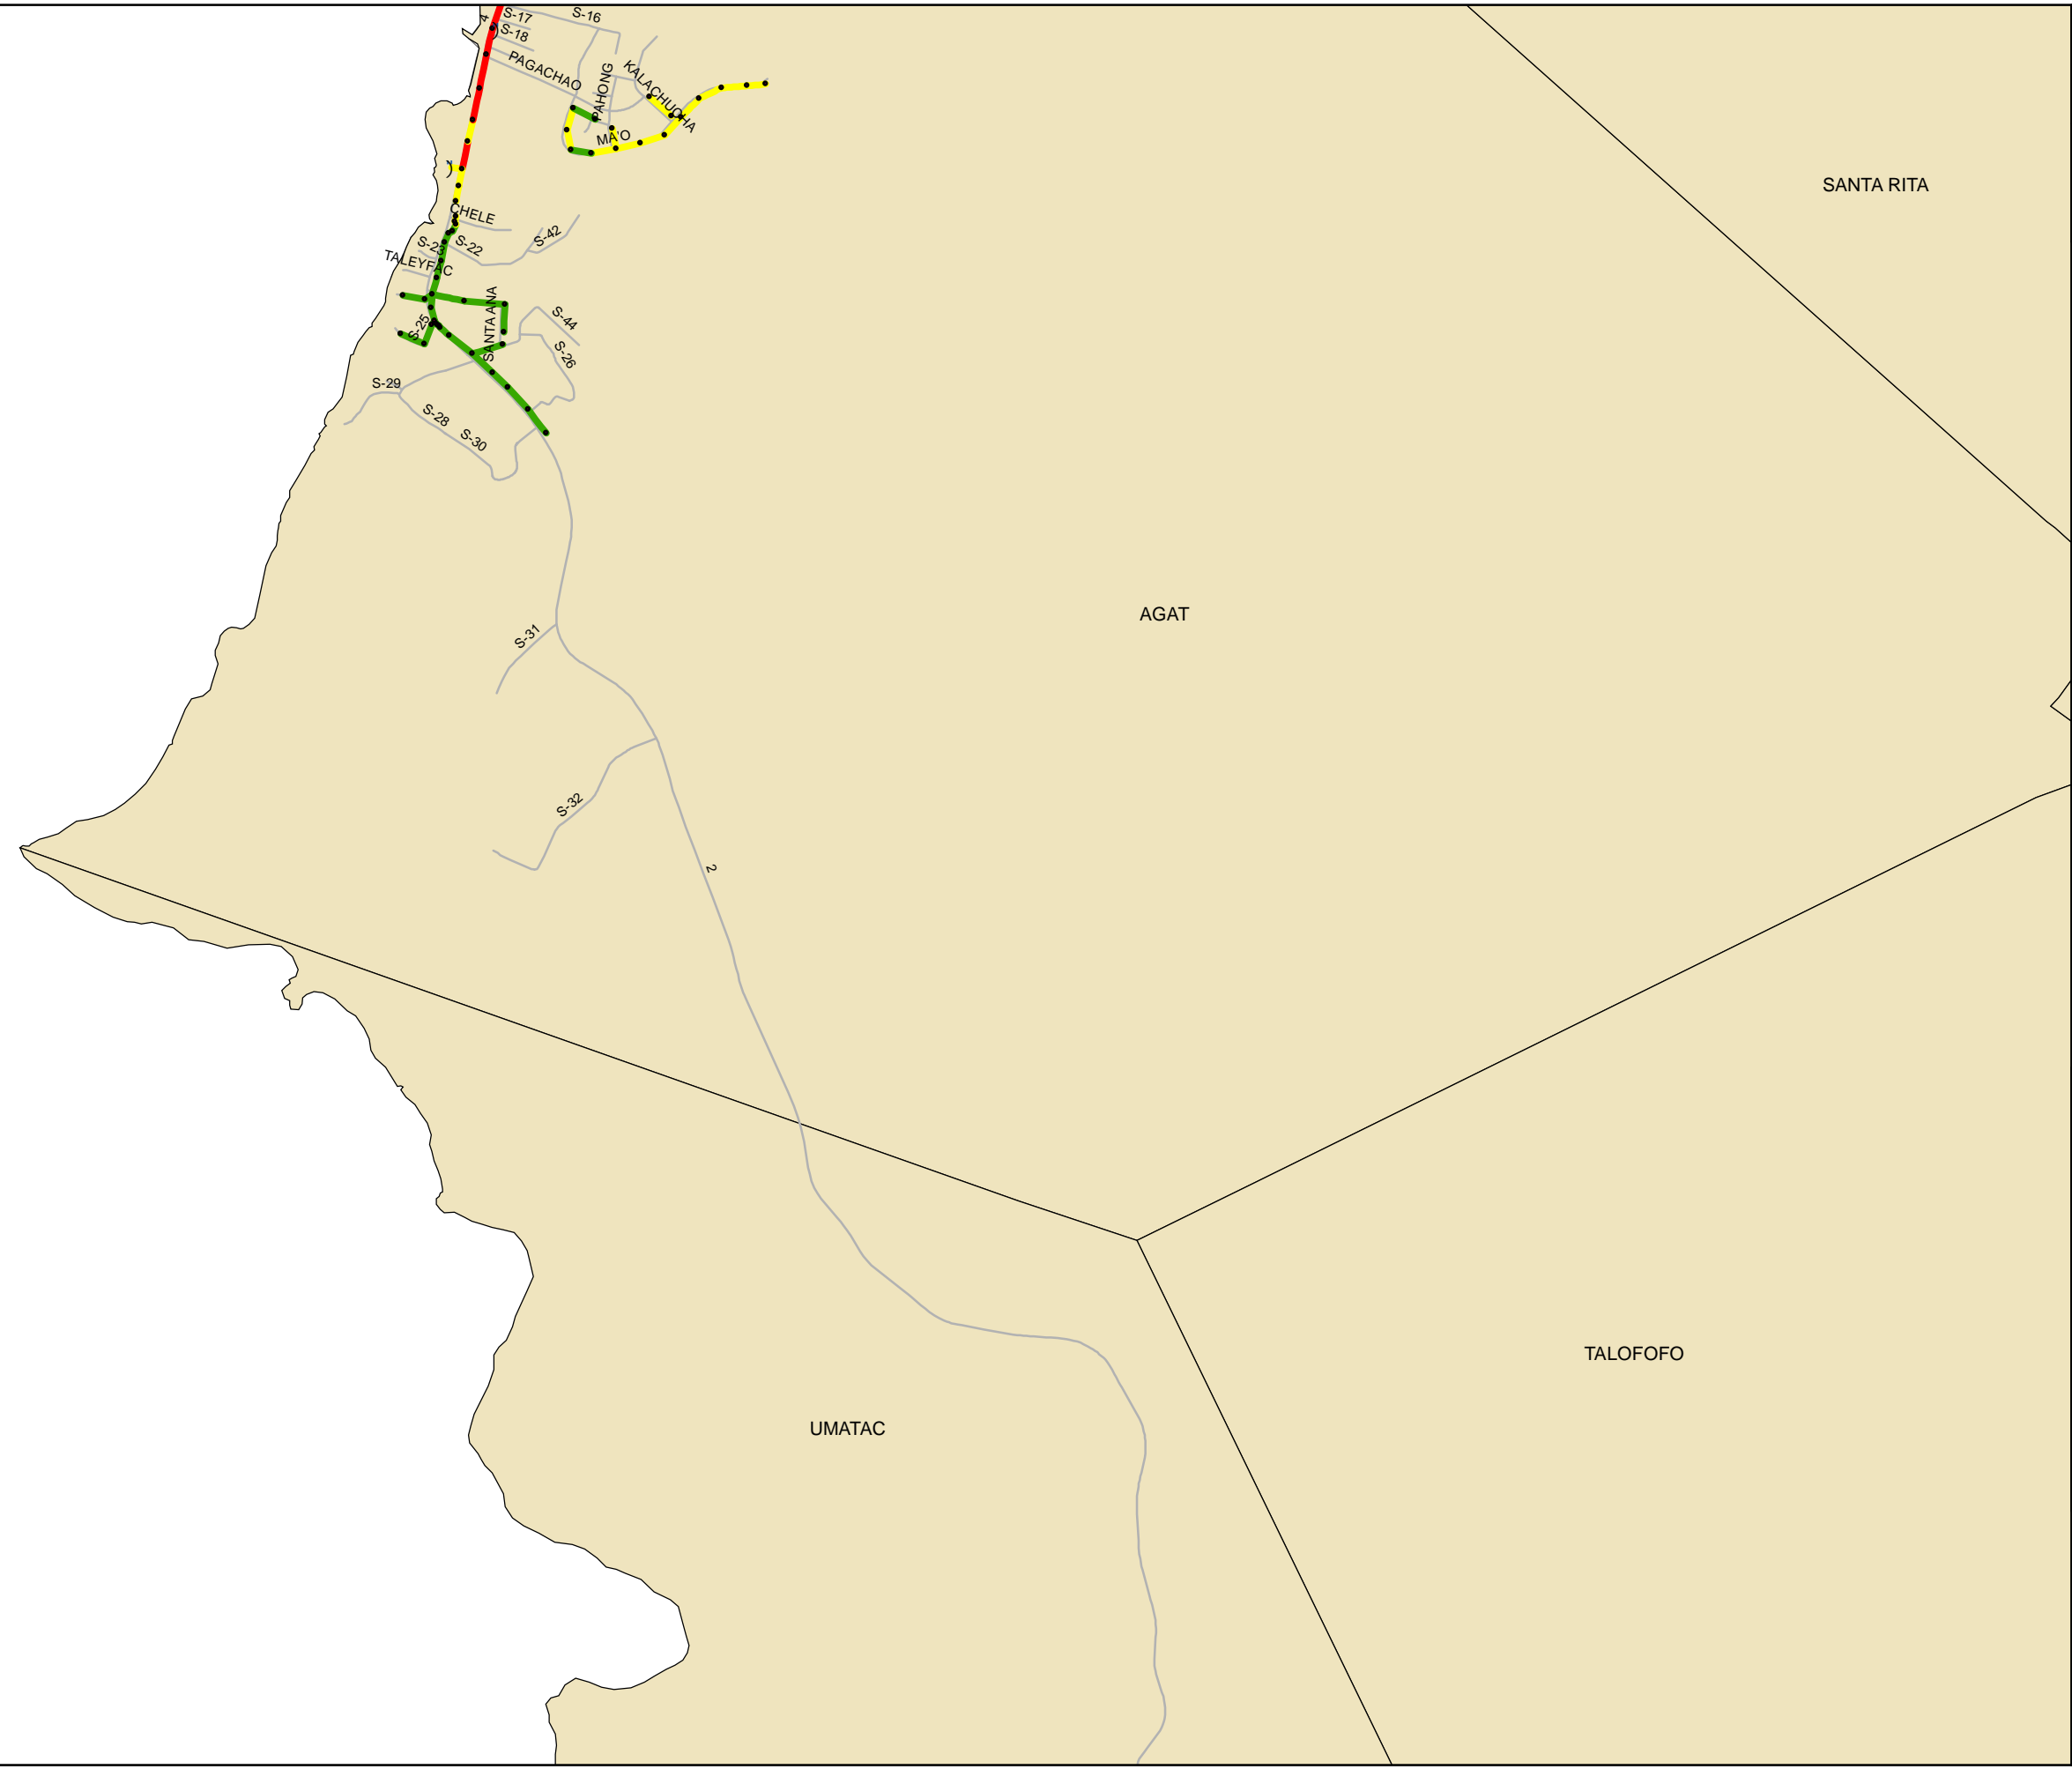 4
S-17
S-16
S-18
PAGACHAO
PAHONG
KALACHUCHA
MA'O
SANTA RITA
CHELE
S-23
S-22
S-42
TALEYFAC
SANTA ANA
S-25
S-44
S-26
S-29
S-28
S-30
AGAT
S-31
S-32
2
TALOFOFO
UMATAC